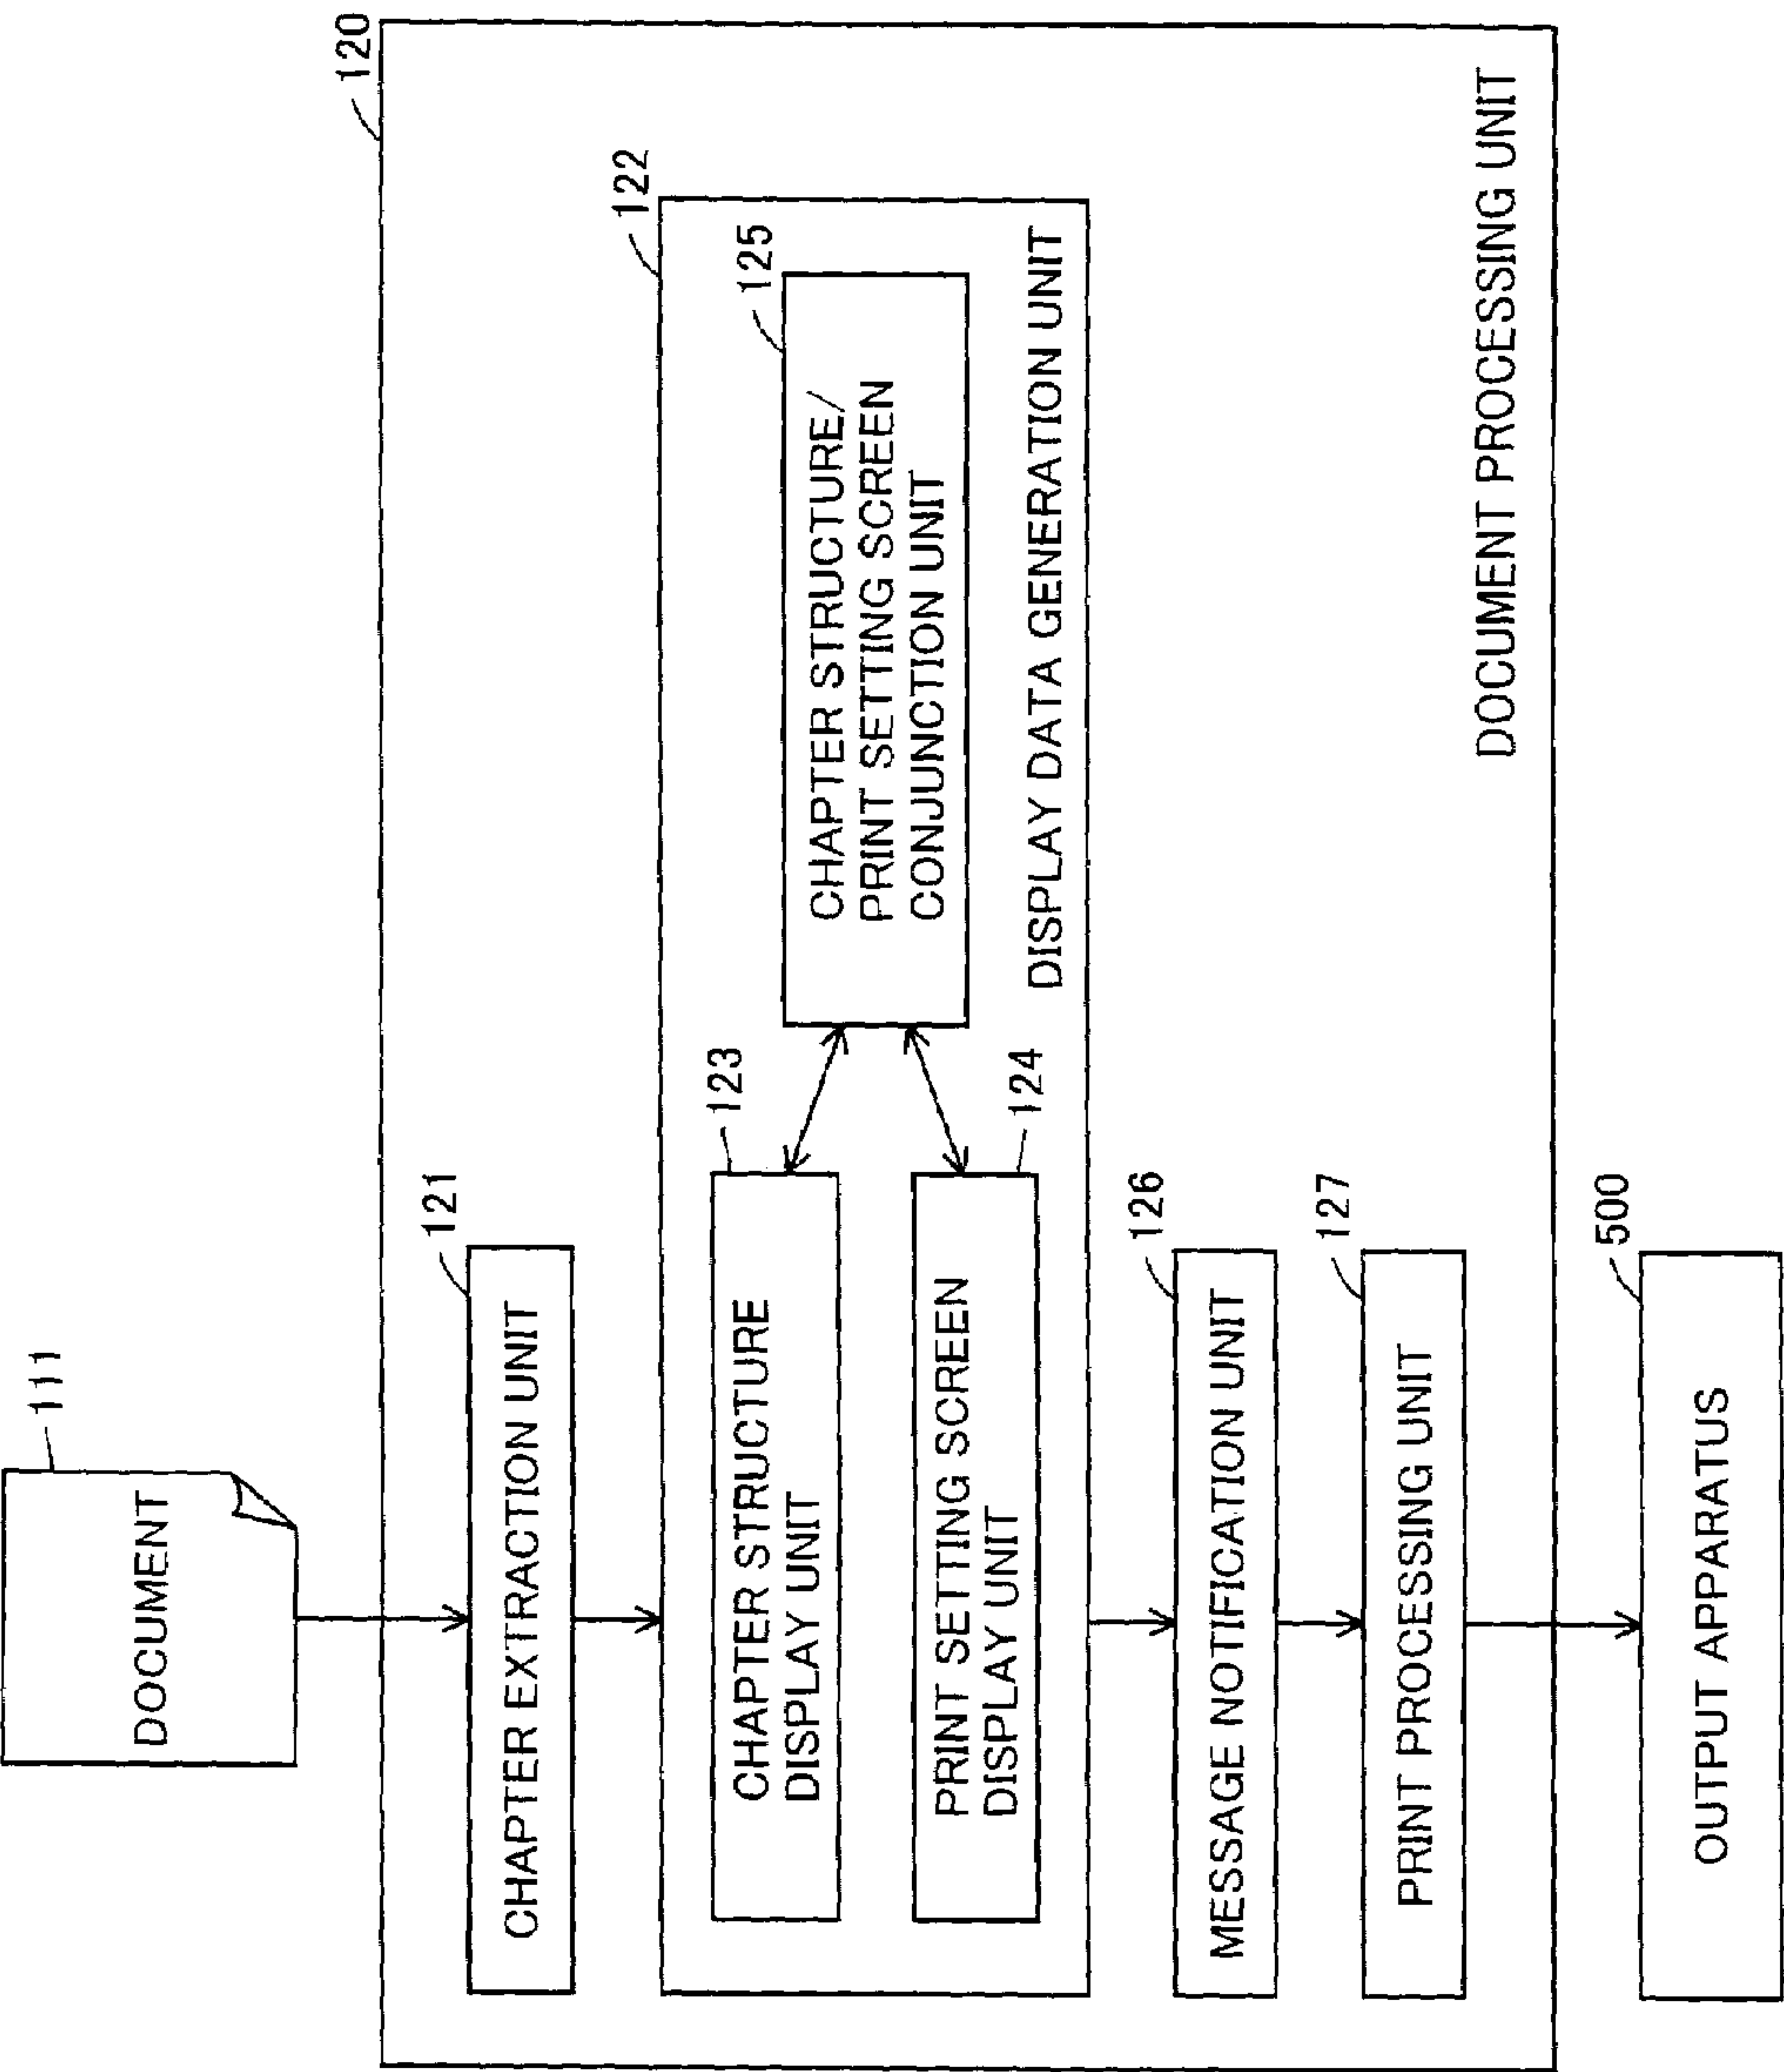 111
DOCUMENT
120
121
CHAPTER EXTRACTION UNIT
122
123
CHAPTER STRUCTURE
DISPLAY UNIT
125
CHAPTER STRUCTURE/
PRINT SETTING SCREEN
CONJUNCTION UNIT
124
PRINT SETTING SCREEN
DISPLAY UNIT
DISPLAY DATA GENERATION UNIT
126
MESSAGE NOTIFICATION UNIT
127
PRINT PROCESSING UNIT
DOCUMENT PROCESSING UNIT
500
OUTPUT APPARATUS